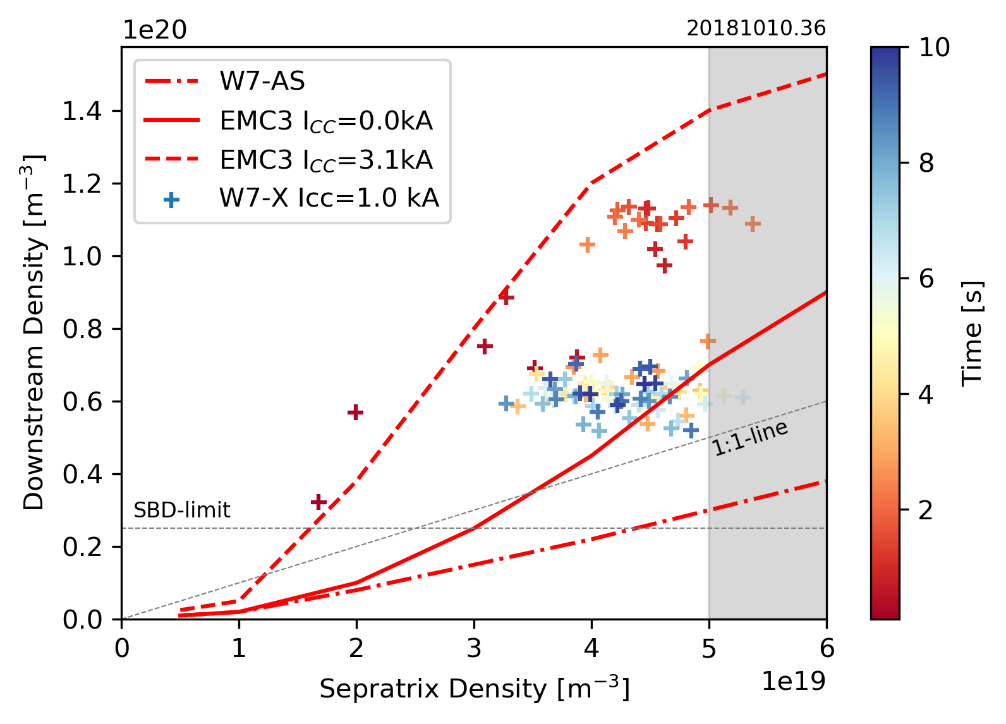 1e20
20181010.36
W7-AS
EMC3 I_CC=0.0kA
EMC3 I_CC=3.1kA
W7-X Icc=1.0 kA
1.4
1.2
1.0
0.8
0.6
0.4
0.2
0.0
Downstream Density [m⁻³]
SBD-limit
1:1-line
0 1 2 3 4 5 6
1e19
Sepratrix Density [m⁻³]
10
8
6
4
2
Time [s]